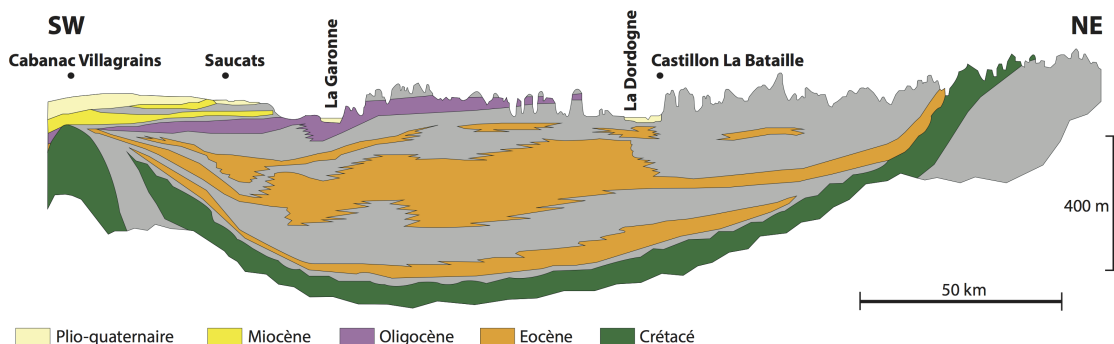 SW
NE
Cabanac Villagrains
Saucats
La Garonne
La Dordogne
Castillon La Bataille
400 m
50 km
Plio-quaternaire
Miocène
Oligocène
Eocène
Crétacé